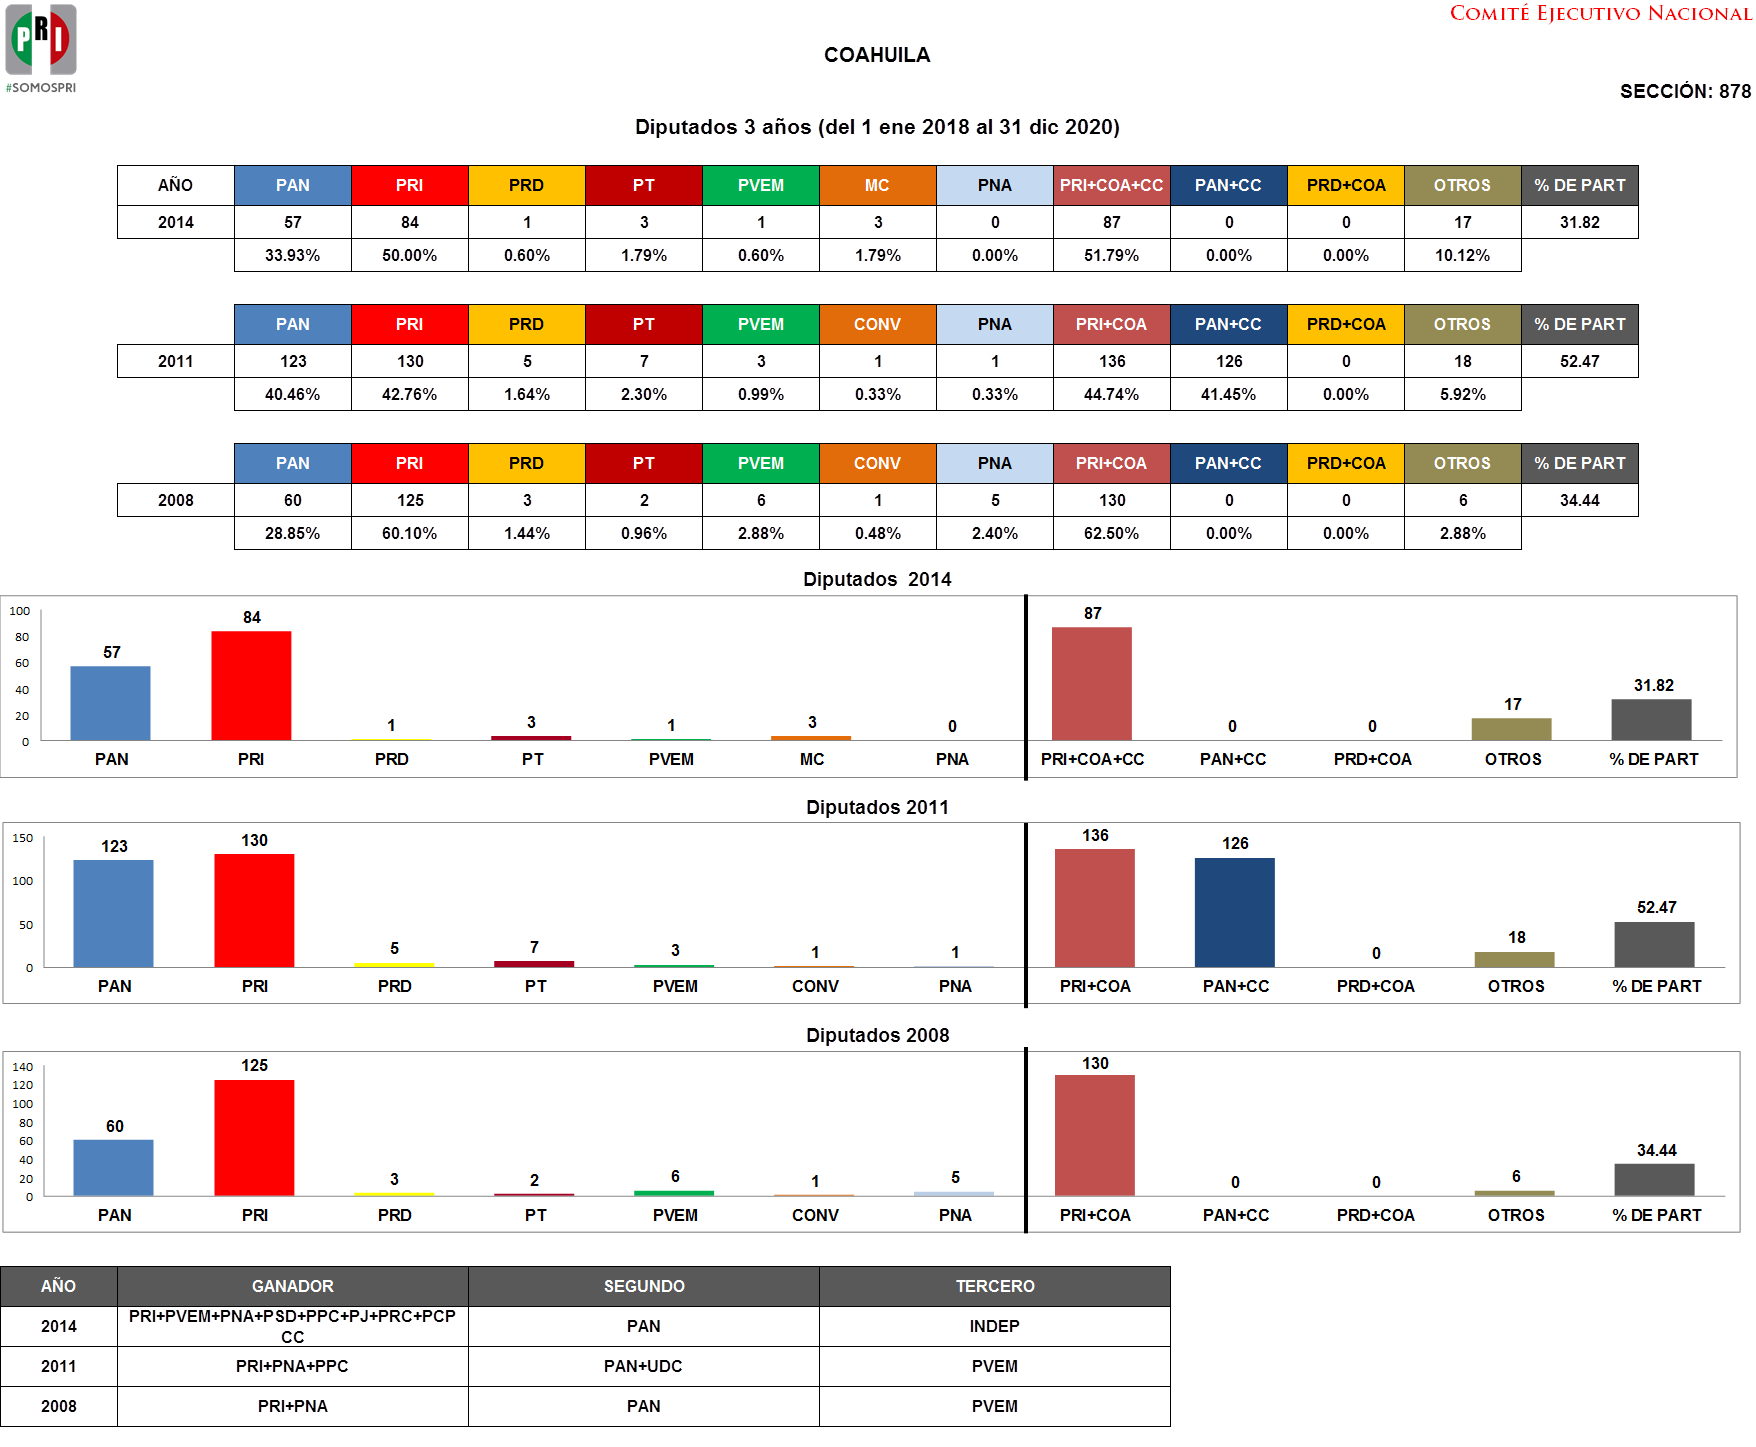 PRI
#SOMOSPRI
COMITÉ EJECUTIVO NACIONAL
COAHUILA
SECCIÓN: 878
Diputados 3 años (del 1 ene 2018 al 31 dic 2020)
AÑO PAN PRI PRD PT PVEM MC PNA PRI+COA+CC PAN+CC PRD+COA OTROS % DE PART
2014 57 84 1 3 1 3 0 87 0 0 17 31.82
33.93% 50.00% 0.60% 1.79% 0.60% 1.79% 0.00% 51.79% 0.00% 0.00% 10.12%
PAN PRI PRD PT PVEM CONV PNA PRI+COA PAN+CC PRD+COA OTROS % DE PART
2011 123 130 5 7 3 1 1 136 126 0 18 52.47
40.46% 42.76% 1.64% 2.30% 0.99% 0.33% 0.33% 44.74% 41.45% 0.00% 5.92%
PAN PRI PRD PT PVEM CONV PNA PRI+COA PAN+CC PRD+COA OTROS % DE PART
2008 60 125 3 2 6 1 5 130 0 0 6 34.44
28.85% 60.10% 1.44% 0.96% 2.88% 0.48% 2.40% 62.50% 0.00% 0.00% 2.88%
Diputados 2014
100
80
60
40
20
0
57 84 1 3 1 3 0 87 0 0 17 31.82
PAN PRI PRD PT PVEM MC PNA PRI+COA+CC PAN+CC PRD+COA OTROS % DE PART
Diputados 2011
150
100
50
0
123 130 5 7 3 1 1 136 126 0 18 52.47
PAN PRI PRD PT PVEM CONV PNA PRI+COA PAN+CC PRD+COA OTROS % DE PART
Diputados 2008
140
120
100
80
60
40
20
0
60 125 3 2 6 1 5 130 0 0 6 34.44
PAN PRI PRD PT PVEM CONV PNA PRI+COA PAN+CC PRD+COA OTROS % DE PART
AÑO GANADOR SEGUNDO TERCERO
2014 PRI+PVEM+PNA+PSD+PPC+PJ+PRC+PCP
CC PAN INDEP
2011 PRI+PNA+PPC PAN+UDC PVEM
2008 PRI+PNA PAN PVEM